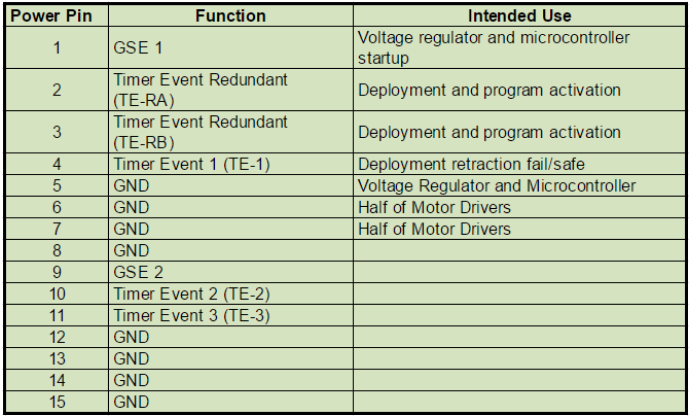 Power Pin Function Intended Use
1 GSE 1 Voltage regulator and microcontroller startup
2 Timer Event Redundant (TE-RA) Deployment and program activation
3 Timer Event Redundant (TE-RB) Deployment and program activation
4 Timer Event 1 (TE-1) Deployment retraction fail/safe
5 GND Voltage Regulator and Microcontroller
6 GND Half of Motor Drivers
7 GND Half of Motor Drivers
8 GND
9 GSE 2
10 Timer Event 2 (TE-2)
11 Timer Event 3 (TE-3)
12 GND
13 GND
14 GND
15 GND